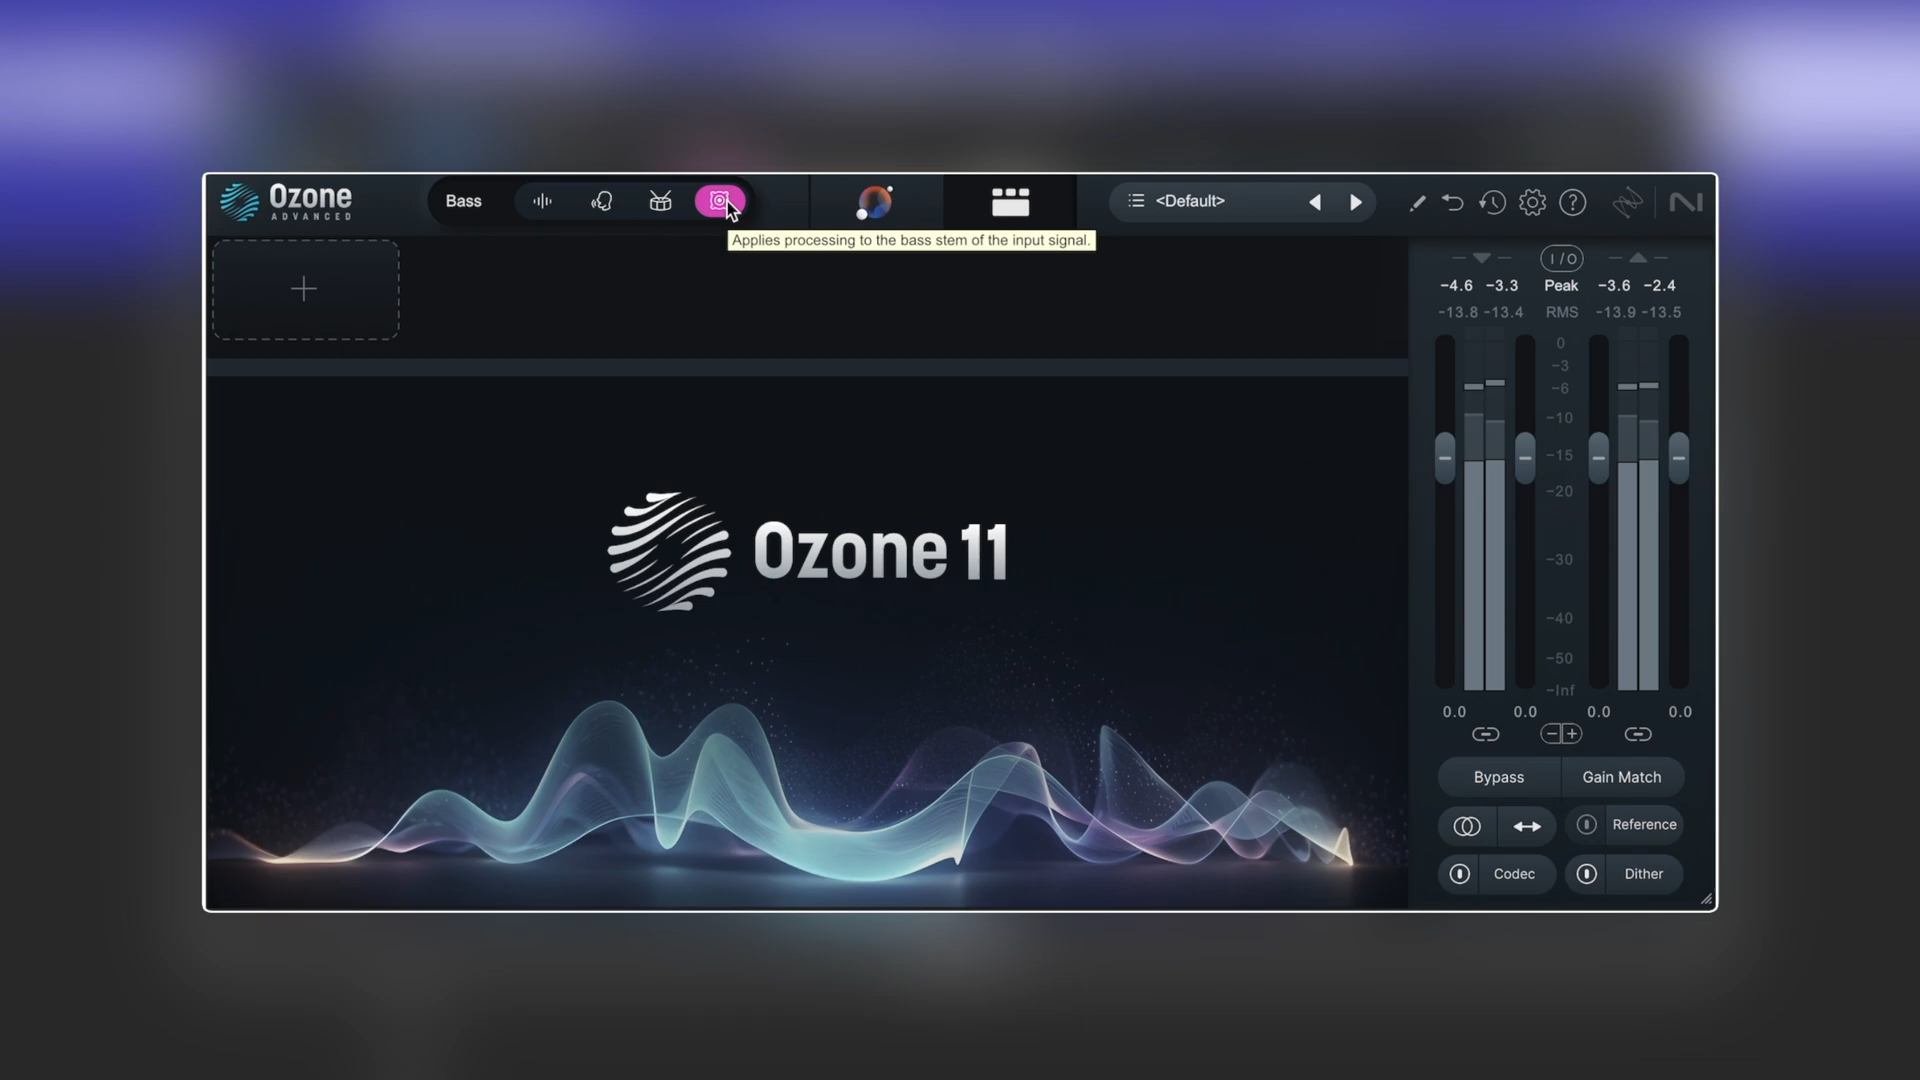 Ozone
ADVANCED
Bass
<Default>
Applies processing to the bass stem of the input signal.
I/O
-4.6 -3.3 Peak -3.6 -2.4
-13.8 -13.4 RMS -13.9 -13.5
0
-3
-6
-10
-15
-20
-30
-40
-50
-Inf
0.0 0.0 0.0 0.0
Bypass Gain Match
Reference
Codec Dither
Ozone 11